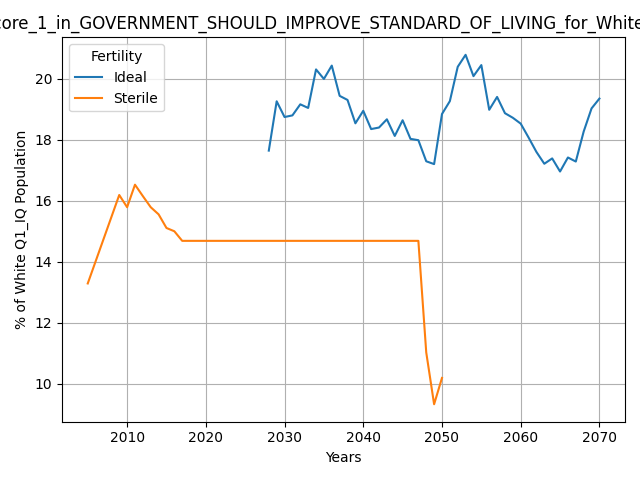 core_1_in_GOVERNMENT_SHOULD_IMPROVE_STANDARD_OF_LIVING_for_White
Fertility
Ideal
Sterile
% of White Q1_IQ Population
20
18
16
14
12
10
2010 2020 2030 2040 2050 2060 2070
Years